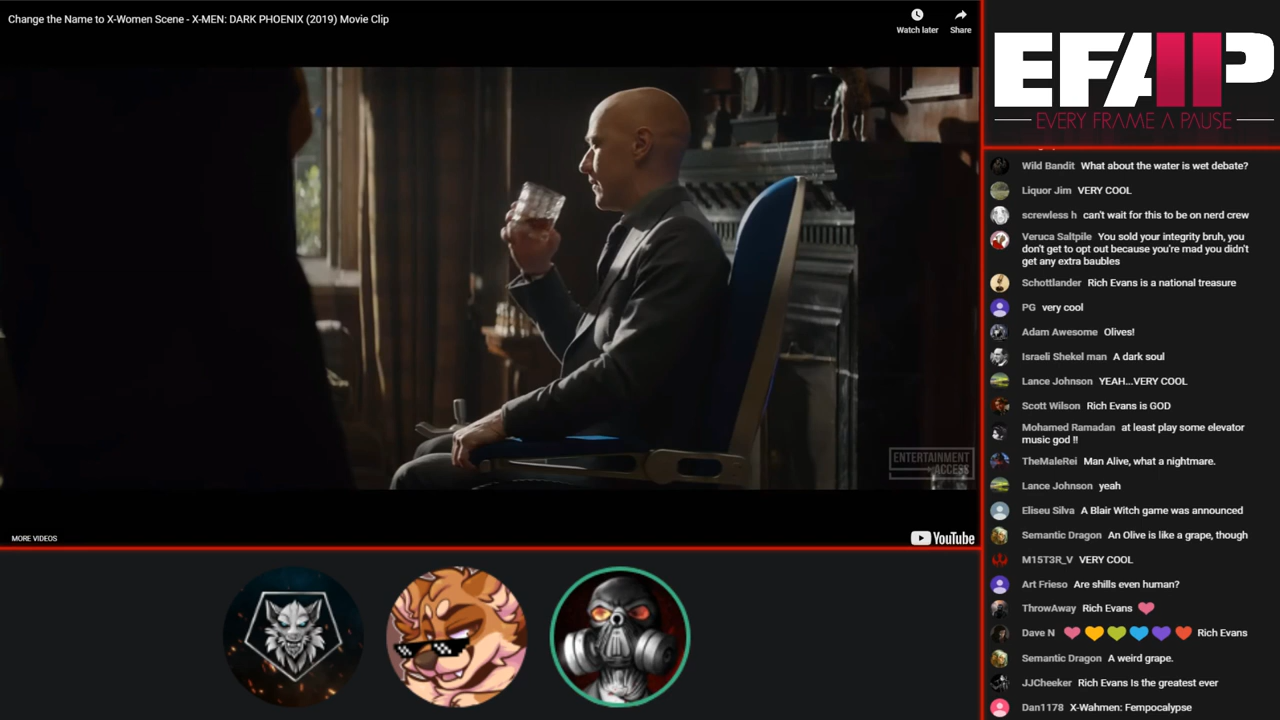 Change the Name to X-Women Scene - X-MEN: DARK PHOENIX (2019) Movie Clip
Watch later
Share
ENTERTAINMENT
ACCESS
MORE VIDEOS
YouTube
EFAP
EVERY FRAME A PAUSE
Wild Bandit What about the water is wet debate?
Liquor Jim VERY COOL
screwless h can't wait for this to be on nerd crew
Veruca Saltpile You sold your integrity bruh, you
don't get to opt out because you're mad you didn't
get any extra baubles
Schottlander Rich Evans is a national treasure
PG very cool
Adam Awesome Olives!
Israeli Shekel man A dark soul
Lance Johnson YEAH...VERY COOL
Scott Wilson Rich Evans is GOD
Mohamed Ramadan at least play some elevator
music god !!
TheMaleRei Man Alive, what a nightmare.
Lance Johnson yeah
Eliseu Silva A Blair Witch game was announced
Semantic Dragon An Olive is like a grape, though
M15T3R_V VERY COOL
Art Frieso Are shills even human?
ThrowAway Rich Evans
Dave N Rich Evans
Semantic Dragon A weird grape.
JJCheeker Rich Evans Is the greatest ever
Dan1178 X-Wahmen: Fempocalypse